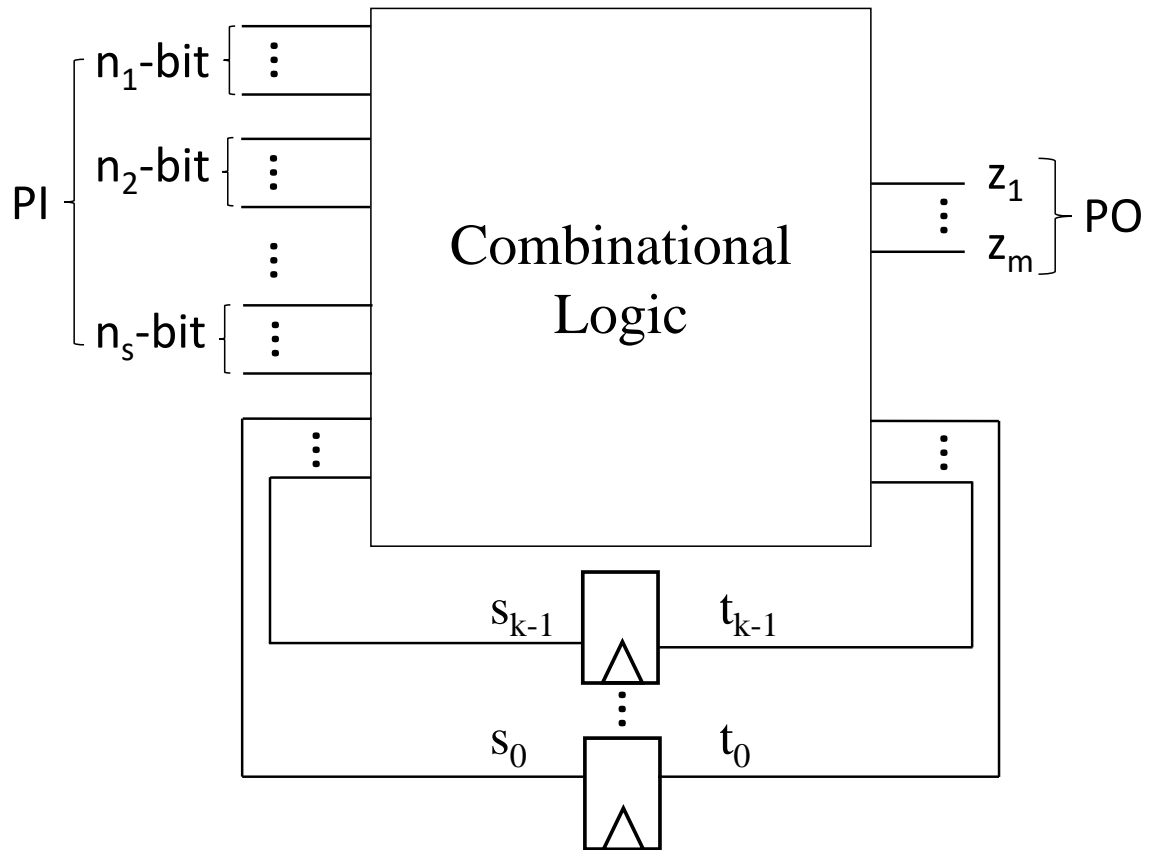 n₁-bit
n₂-bit
PI
nₛ-bit
Combinational
Logic
z₁
zₘ
PO
sₖ₋₁
tₖ₋₁
s₀
t₀